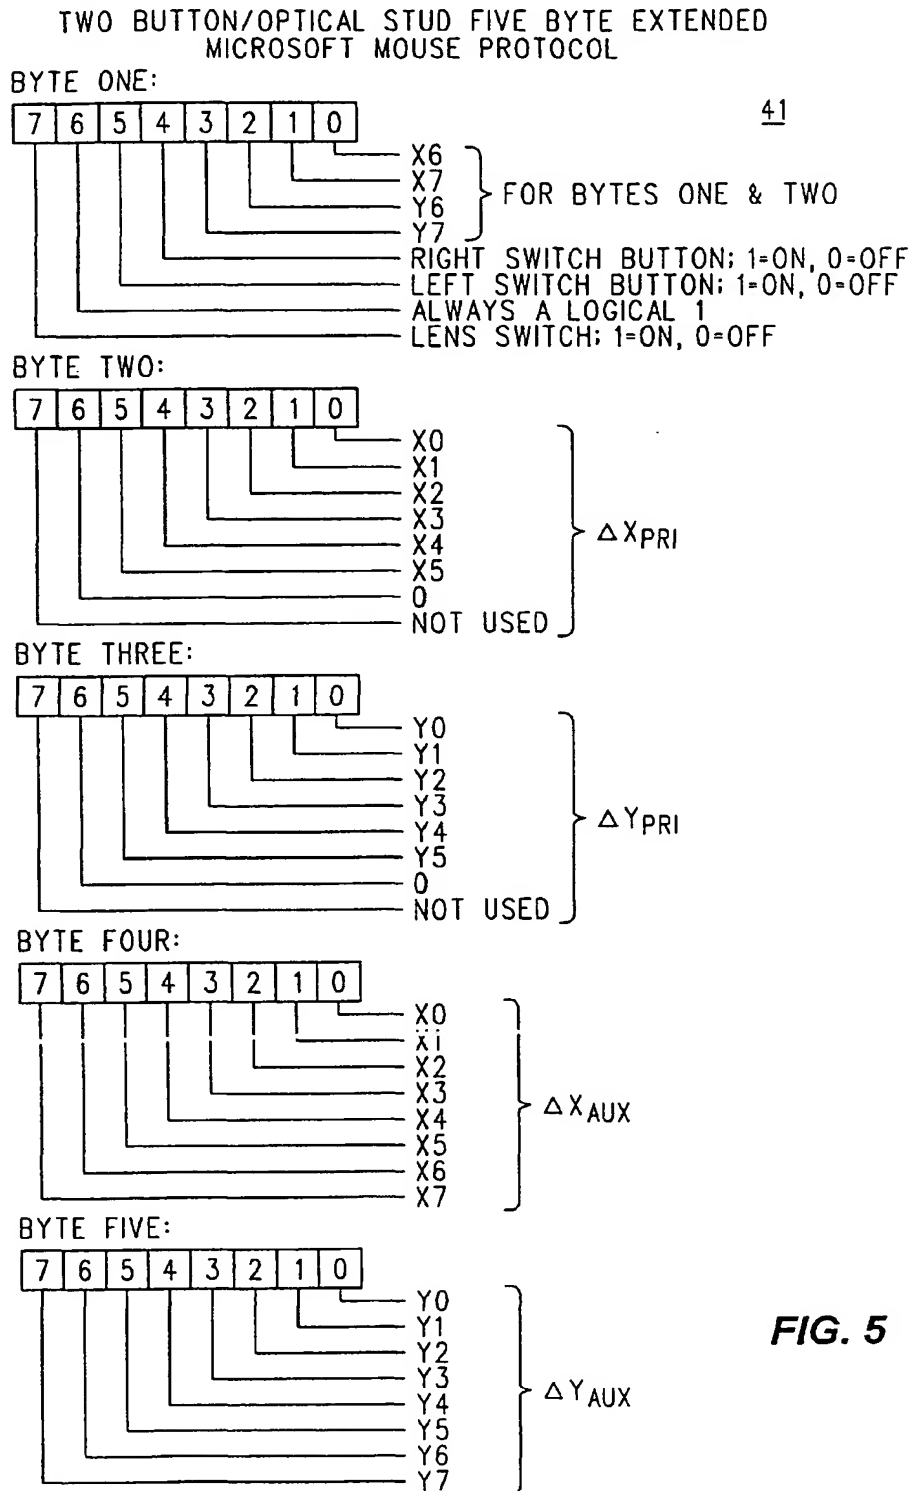 TWO BUTTON/OPTICAL STUD FIVE BYTE EXTENDED
MICROSOFT MOUSE PROTOCOL
BYTE ONE:
7 6 5 4 3 2 1 0
41
X6
X7
Y6
Y7
FOR BYTES ONE & TWO
RIGHT SWITCH BUTTON; 1=ON, 0=OFF
LEFT SWITCH BUTTON; 1=ON, 0=OFF
ALWAYS A LOGICAL 1
LENS SWITCH; 1=ON, 0=OFF
BYTE TWO:
7 6 5 4 3 2 1 0
X0
X1
X2
X3
X4
X5
0
NOT USED
ΔXPRI
BYTE THREE:
7 6 5 4 3 2 1 0
Y0
Y1
Y2
Y3
Y4
Y5
0
NOT USED
ΔYPRI
BYTE FOUR:
7 6 5 4 3 2 1 0
X0
X1
X2
X3
X4
X5
X6
X7
ΔXAUX
BYTE FIVE:
7 6 5 4 3 2 1 0
Y0
Y1
Y2
Y3
Y4
Y5
Y6
Y7
ΔYAUX
FIG. 5